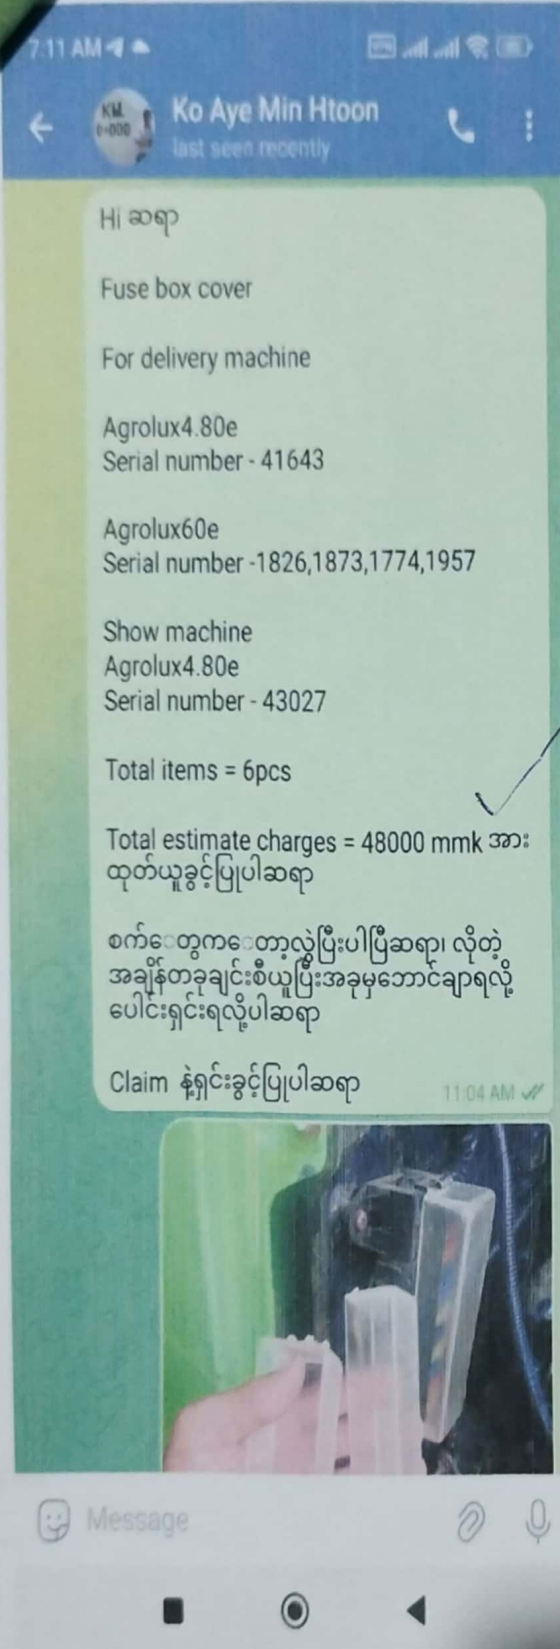 7:11 AM
KM
0+000
Ko Aye Min Htoon
last seen recently
Hi ဆရာ
Fuse box cover
For delivery machine
Agrolux4.80e
Serial number - 41643
Agrolux60e
Serial number -1826,1873,1774,1957
Show machine
Agrolux4.80e
Serial number - 43027
Total items = 6pcs
Total estimate charges = 48000 mmk အား
ထုတ်ယူခွင့်ပြုပါဆရာ
စက်တွေကတော့လွှဲပြီးပါပြီဆရာ၊ လိုတဲ့
အချိန်တခုချင်းစီယူပြီးအခုမှဘောင်ချာရလို့
ပေါင်းရှင်းရလို့ပါဆရာ
Claim နဲ့ရှင်းခွင့်ပြုပါဆရာ
11:04 AM
Message